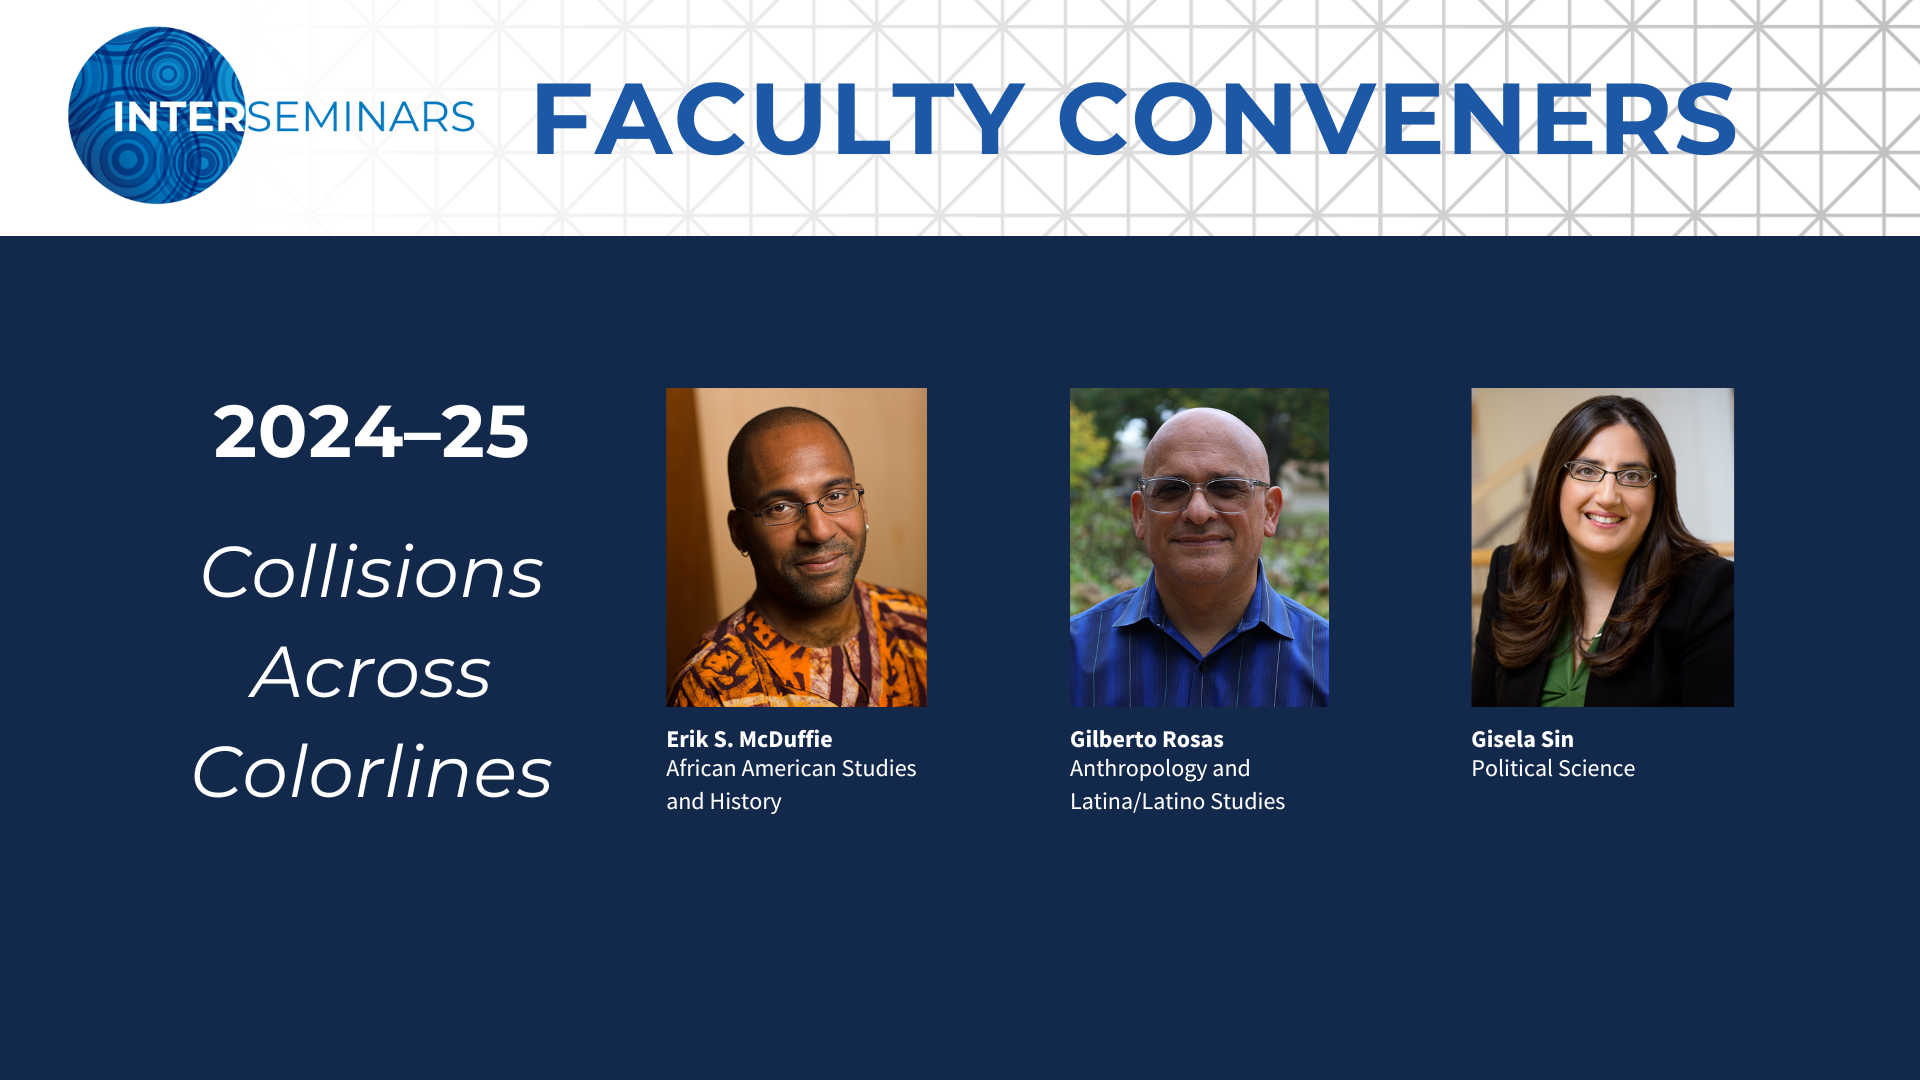 INTERSEMINARS
FACULTY CONVENERS
2024–25
Collisions
Across
Colorlines
Erik S. McDuffie
African American Studies
and History
Gilberto Rosas
Anthropology and
Latina/Latino Studies
Gisela Sin
Political Science